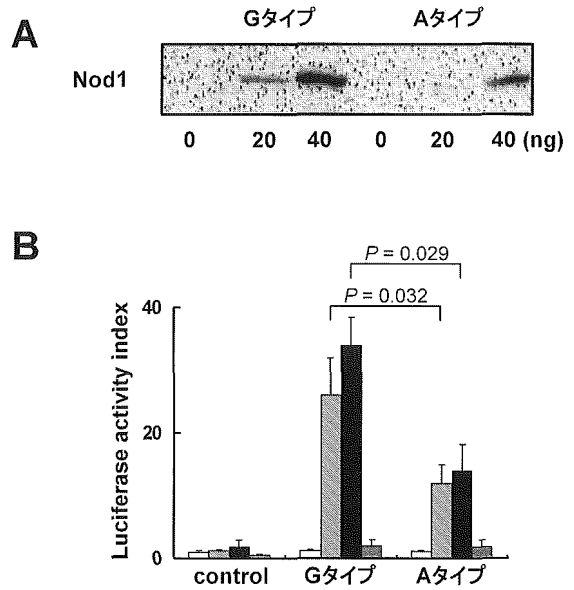 A
Gタイプ Aタイプ
Nod1
0 20 40 0 20 40 (ng)
B
P = 0.029
P = 0.032
Luciferase activity index
40
20
0
control Gタイプ Aタイプ